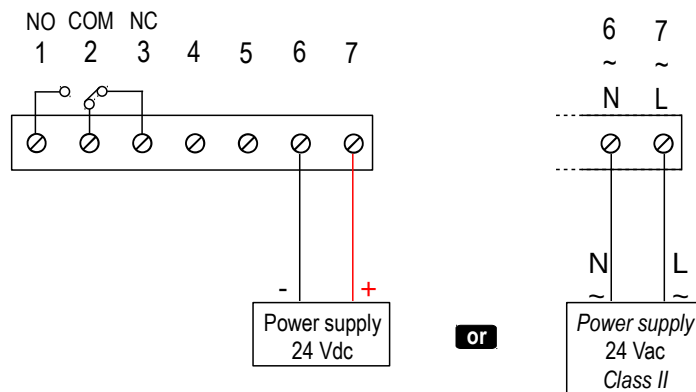 NO COM NC
1 2 3 4 5 6 7
- +
Power supply
24 Vdc
or
6 7
~ ~
N L
N L
~ ~
Power supply
24 Vac
Class II